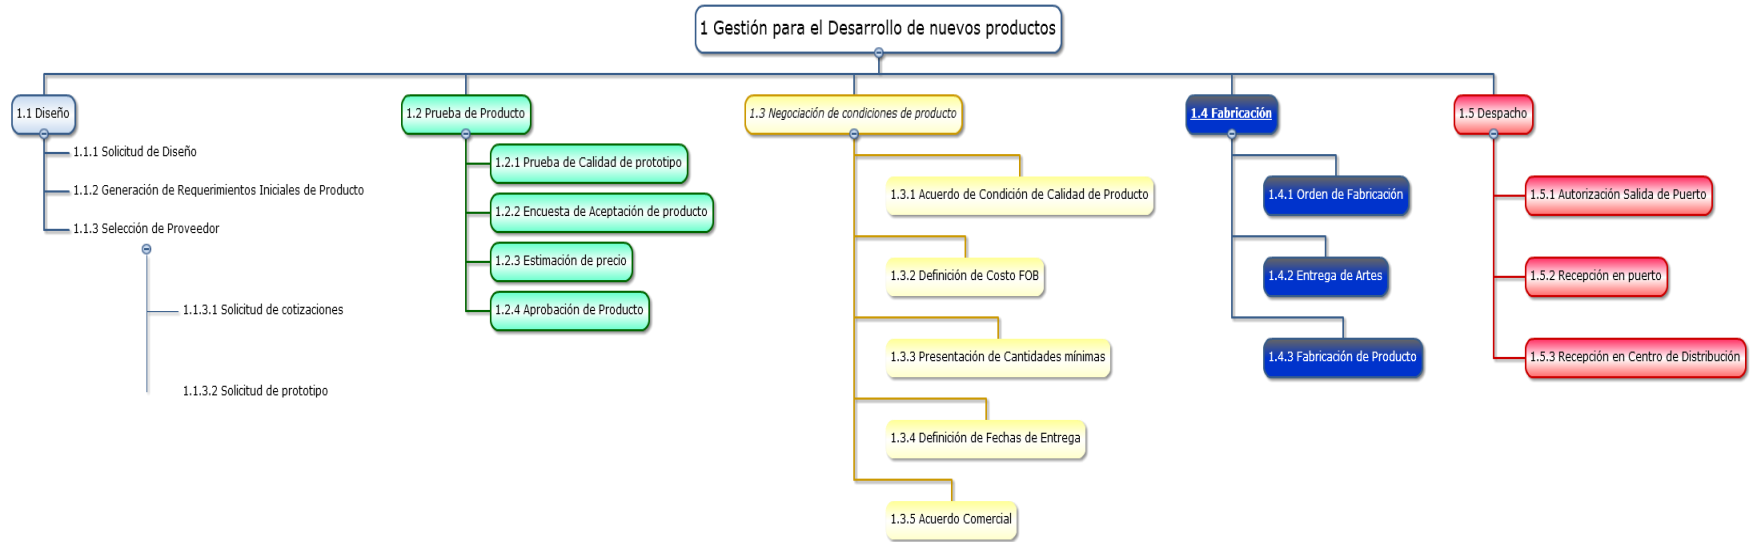 1 Gestión para el Desarrollo de nuevos productos
1.1 Diseño
1.1.1 Solicitud de Diseño
1.1.2 Generación de Requerimientos Iniciales de Producto
1.1.3 Selección de Proveedor
1.1.3.1 Solicitud de cotizaciones
1.1.3.2 Solicitud de prototipo
1.2 Prueba de Producto
1.2.1 Prueba de Calidad de prototipo
1.2.2 Encuesta de Aceptación de producto
1.2.3 Estimación de precio
1.2.4 Aprobación de Producto
1.3 Negociación de condiciones de producto
1.3.1 Acuerdo de Condición de Calidad de Producto
1.3.2 Definición de Costo FOB
1.3.3 Presentación de Cantidades mínimas
1.3.4 Definición de Fechas de Entrega
1.3.5 Acuerdo Comercial
1.4 Fabricación
1.4.1 Orden de Fabricación
1.4.2 Entrega de Artes
1.4.3 Fabricación de Producto
1.5 Despacho
1.5.1 Autorización Salida de Puerto
1.5.2 Recepción en puerto
1.5.3 Recepción en Centro de Distribución